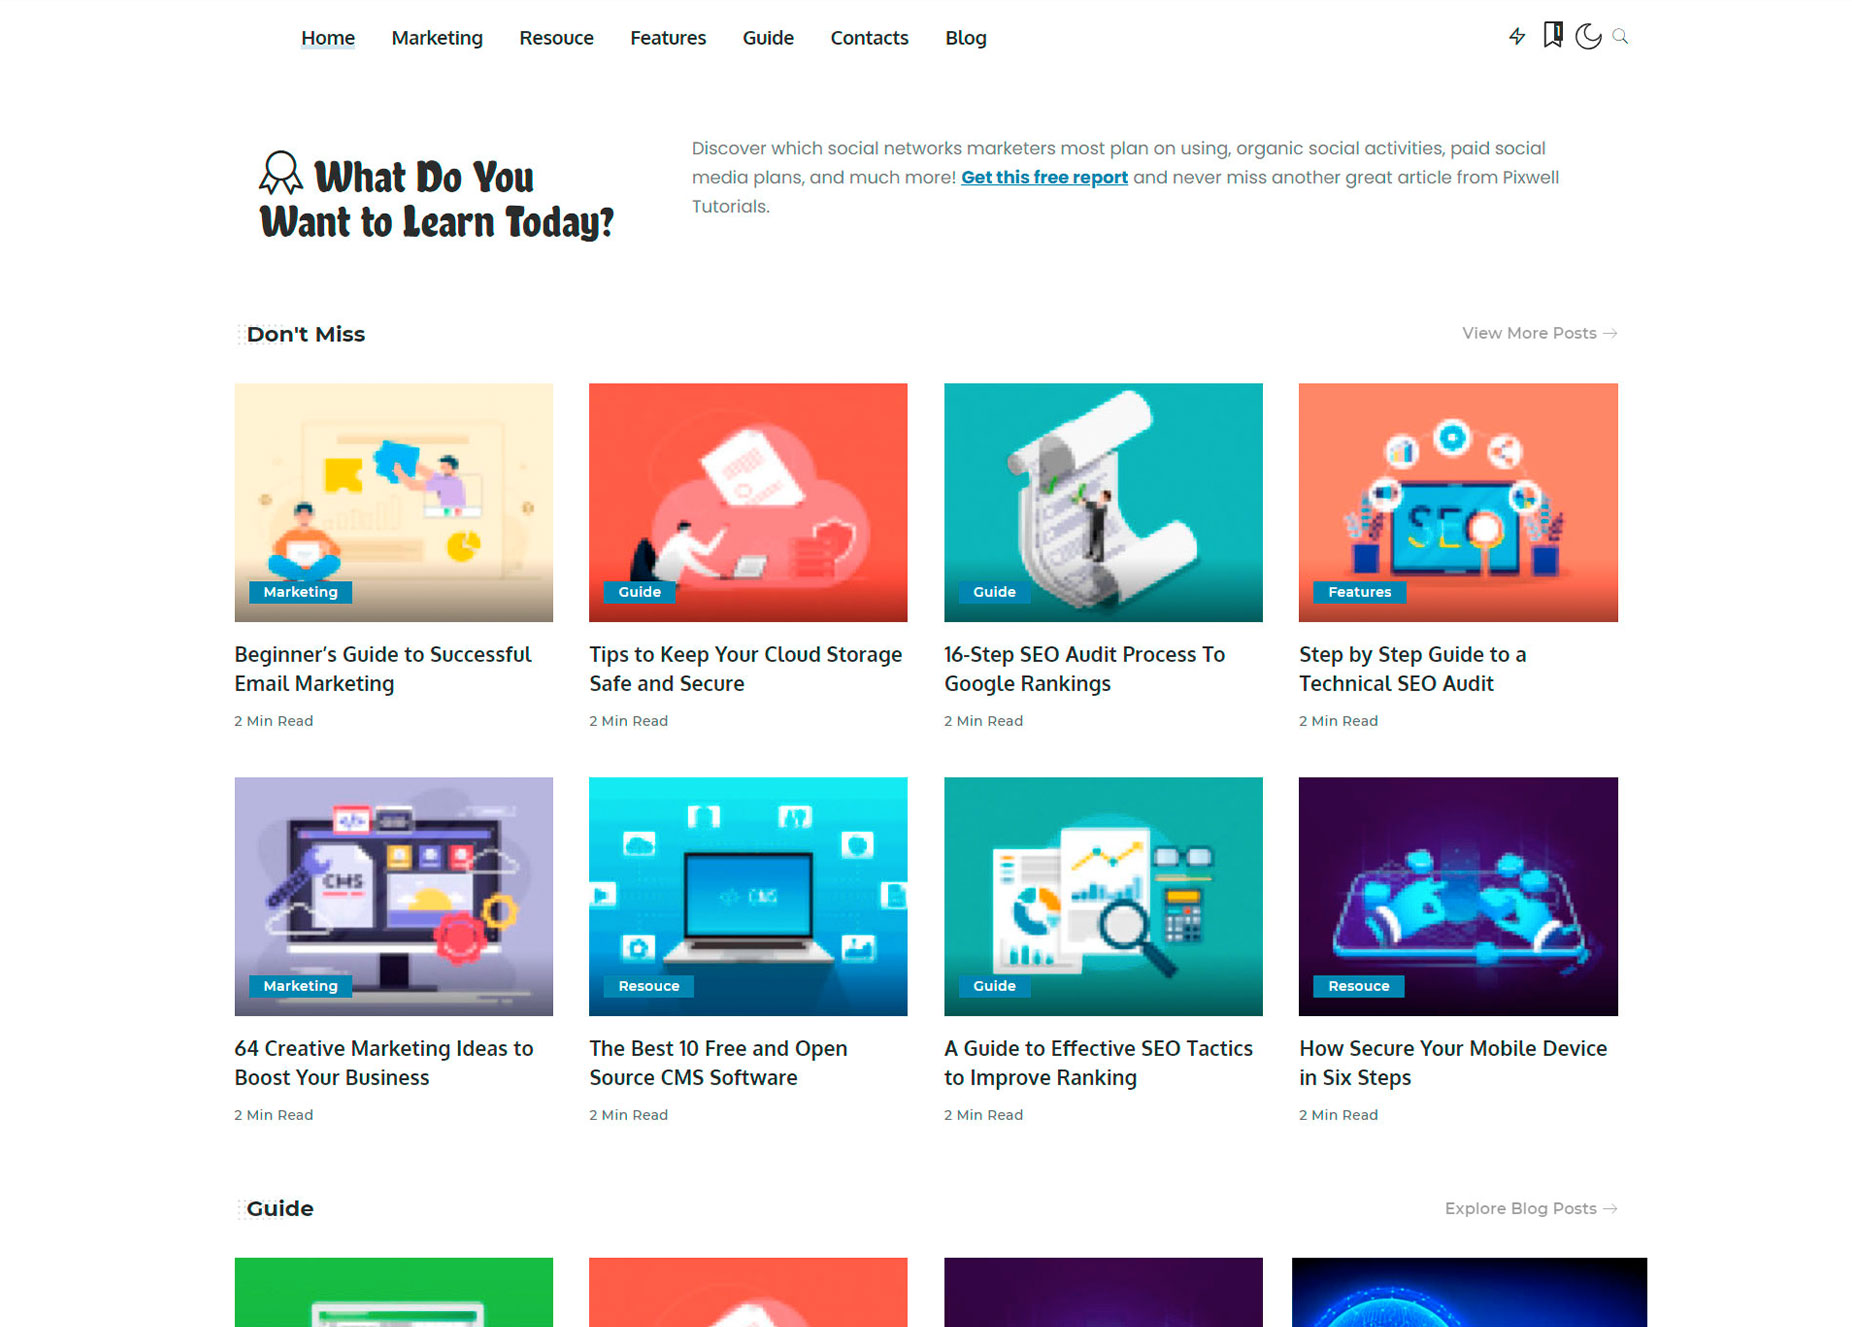 Home Marketing Resouce Features Guide Contacts Blog
1
What Do You
Want to Learn Today?
Discover which social networks marketers most plan on using, organic social activities, paid social
media plans, and much more! Get this free report and never miss another great article from Pixwell
Tutorials.
Don't Miss
View More Posts →
SEO
Marketing
Guide
Guide
Features
Beginner’s Guide to Successful
Email Marketing
2 Min Read
Tips to Keep Your Cloud Storage
Safe and Secure
2 Min Read
16-Step SEO Audit Process To
Google Rankings
2 Min Read
Step by Step Guide to a
Technical SEO Audit
2 Min Read
CMS
CMS
Marketing
Resouce
Guide
Resouce
64 Creative Marketing Ideas to
Boost Your Business
2 Min Read
The Best 10 Free and Open
Source CMS Software
2 Min Read
A Guide to Effective SEO Tactics
to Improve Ranking
2 Min Read
How Secure Your Mobile Device
in Six Steps
2 Min Read
Guide
Explore Blog Posts →